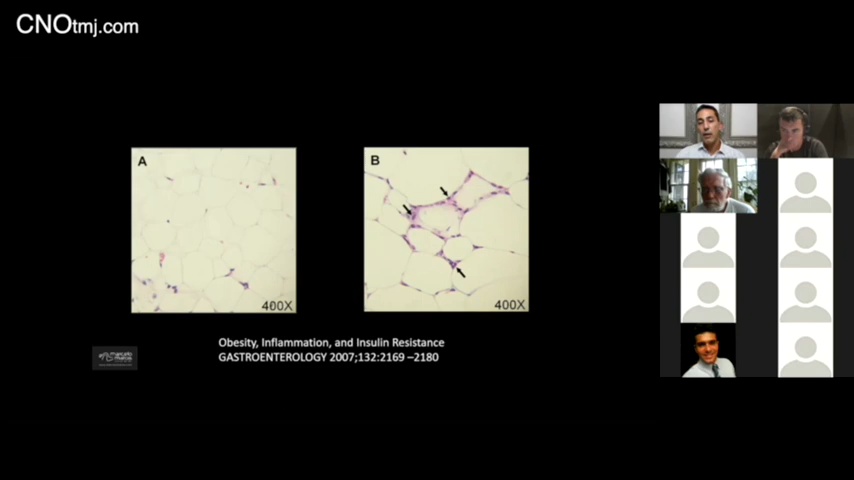 CNOtmj.com
A
400X
B
400X
Obesity, Inflammation, and Insulin Resistance
GASTROENTEROLOGY 2007;132:2169 –2180